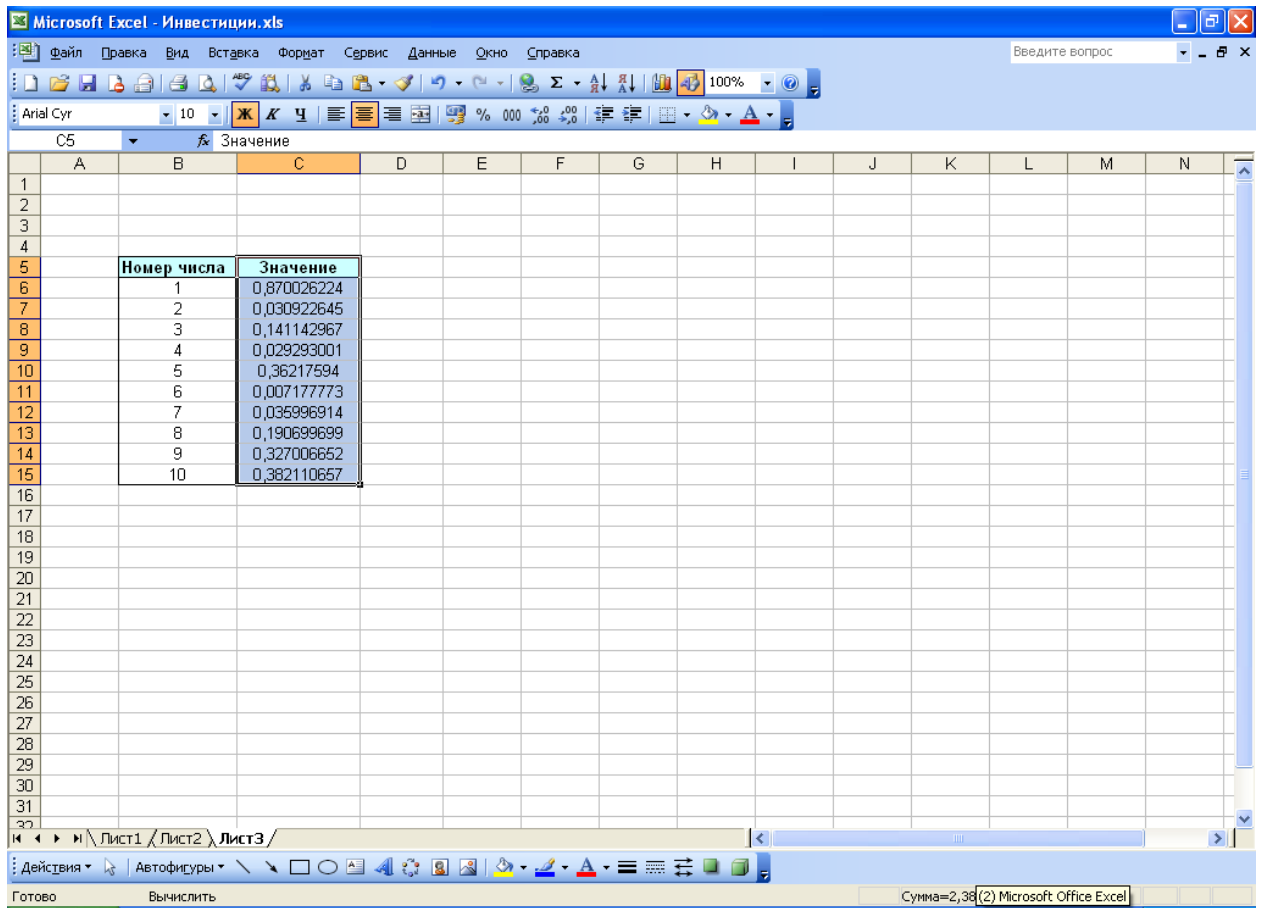 Microsoft Excel - Инвестиции.xls
Файл Правка Вид Вставка Формат Сервис Данные Окно Справка Введите вопрос
100%
Arial Cyr 10 Ж К Ч % 000
C5 fx Значение
A B C D E F G H I J K L M N
1
2
3
4
5 Номер числа Значение
6 1 0,870026224
7 2 0,030922645
8 3 0,141142967
9 4 0,029293001
10 5 0,36217594
11 6 0,007177773
12 7 0,035996914
13 8 0,190699699
14 9 0,327006652
15 10 0,382110657
16
17
18
19
20
21
22
23
24
25
26
27
28
29
30
31
32
Лист1 Лист2 Лист3
Действия Автофигуры
Готово Вычислить Сумма=2,38 (2) Microsoft Office Excel